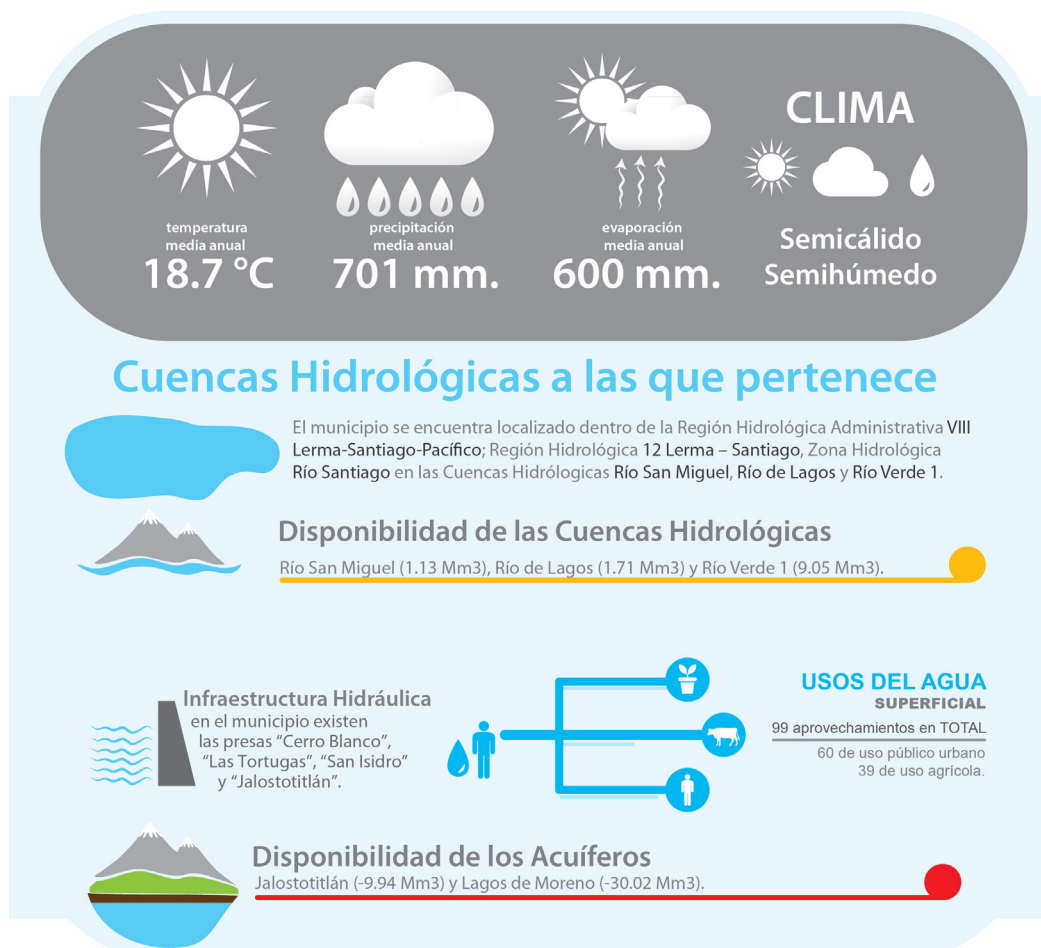 temperatura
media anual
18.7 °C
precipitación
media anual
701 mm.
evaporación
media anual
600 mm.
CLIMA
Semicálido
Semihúmedo
Cuencas Hidrológicas a las que pertenece
El municipio se encuentra localizado dentro de la Región Hidrológica Administrativa VIII
Lerma-Santiago-Pacífico; Región Hidrológica 12 Lerma – Santiago, Zona Hidrológica
Río Santiago en las Cuencas Hidrólogicas Río San Miguel, Río de Lagos y Río Verde 1.
Disponibilidad de las Cuencas Hidrológicas
Río San Miguel (1.13 Mm3), Río de Lagos (1.71 Mm3) y Río Verde 1 (9.05 Mm3).
Infraestructura Hidráulica
en el municipio existen
las presas “Cerro Blanco”,
“Las Tortugas”, “San Isidro”
y “Jalostotitlán”.
USOS DEL AGUA
SUPERFICIAL
99 aprovechamientos en TOTAL
60 de uso público urbano
39 de uso agrícola.
Disponibilidad de los Acuíferos
Jalostotitlán (-9.94 Mm3) y Lagos de Moreno (-30.02 Mm3).